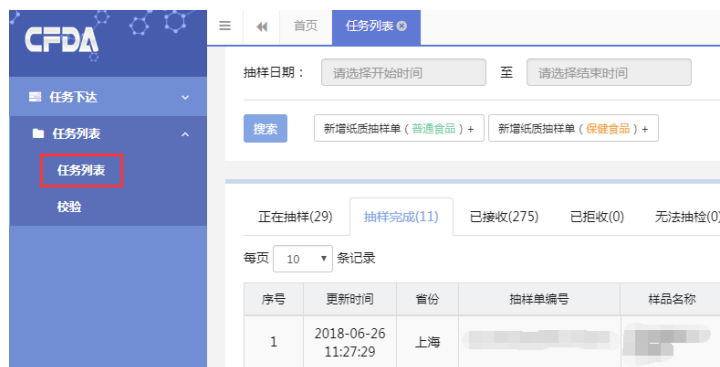 CFDA
首页 任务列表
任务下达
任务列表
任务列表
校验
抽样日期： 请选择开始时间 至 请选择结束时间
搜索 新增纸质抽样单（普通食品）+ 新增纸质抽样单（保健食品）+
正在抽样(29) 抽样完成(11) 已接收(275) 已拒收(0) 无法抽检(0)
每页 10 条记录
序号 更新时间 省份 抽样单编号 样品名称
1 2018-06-26 11:27:29 上海